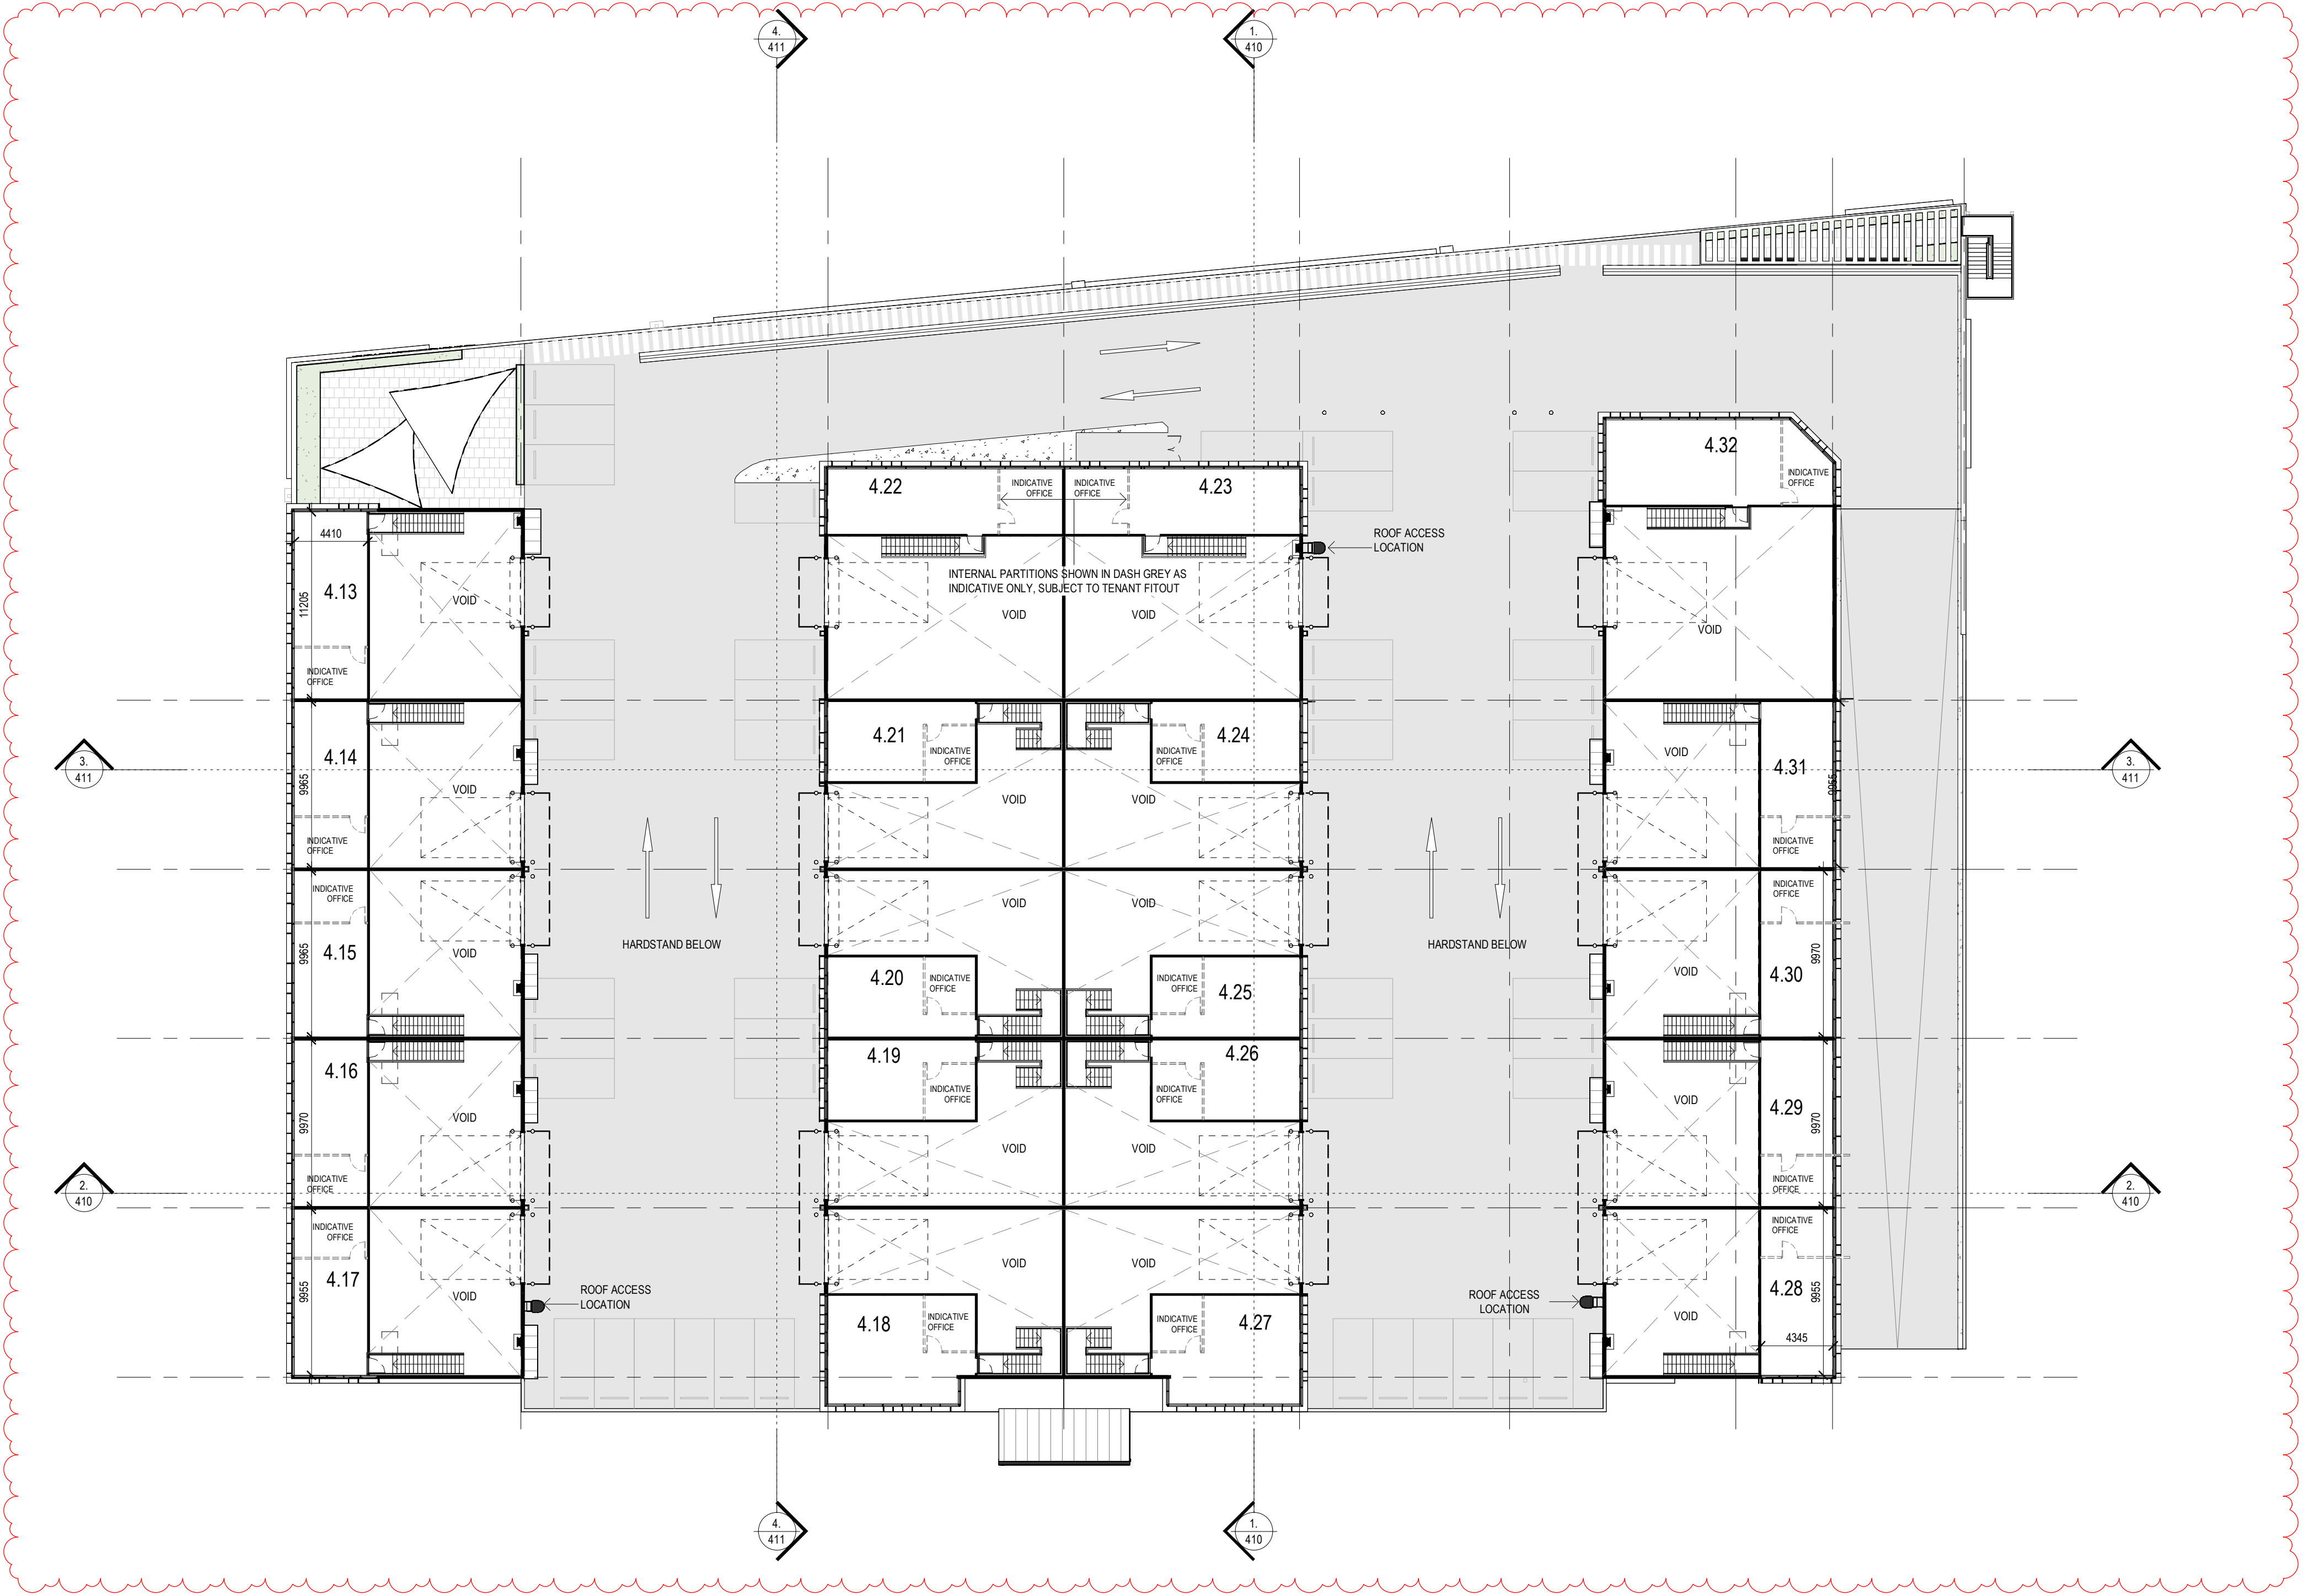 4.
411
1.
410
4.32
INDICATIVE
OFFICE
4.22
INDICATIVE
OFFICE
INDICATIVE
OFFICE
4.23
ROOF ACCESS
LOCATION
4410
4.13
11205
VOID
INDICATIVE
OFFICE
INTERNAL PARTITIONS SHOWN IN DASH GREY AS
INDICATIVE ONLY, SUBJECT TO TENANT FITOUT
VOID
VOID
VOID
4.14
9965
VOID
INDICATIVE
OFFICE
4.21
INDICATIVE
OFFICE
VOID
4.24
INDICATIVE
OFFICE
VOID
VOID
4.31
9955
INDICATIVE
OFFICE
3.
411
3.
411
INDICATIVE
OFFICE
4.15
9965
VOID
HARDSTAND BELOW
VOID
VOID
4.20
INDICATIVE
OFFICE
INDICATIVE
OFFICE
4.25
HARDSTAND BELOW
INDICATIVE
OFFICE
VOID
4.30
9970
4.16
9970
VOID
INDICATIVE
OFFICE
4.19
INDICATIVE
OFFICE
VOID
4.26
INDICATIVE
OFFICE
VOID
VOID
4.29
9970
INDICATIVE
OFFICE
2.
410
2.
410
INDICATIVE
OFFICE
4.17
9955
VOID
ROOF ACCESS
LOCATION
VOID
VOID
4.18
INDICATIVE
OFFICE
INDICATIVE
OFFICE
4.27
ROOF ACCESS
LOCATION
INDICATIVE
OFFICE
VOID
4.28
9955
4345
4.
411
1.
410